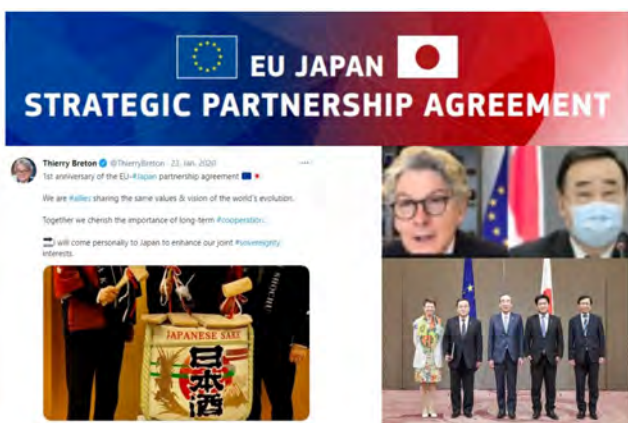 EU JAPAN
STRATEGIC PARTNERSHIP AGREEMENT
Thierry Breton @ThierryBreton · 22. Jan. 2020
1st anniversary of the EU-#Japan partnership agreement
We are #allies sharing the same values & vision of the world's evolution.
Together we cherish the importance of long-term #cooperation.
I will come personally to Japan to enhance our joint #sovereignty
interests.
SHOCHU
JAPANESE SAKE
日本酒